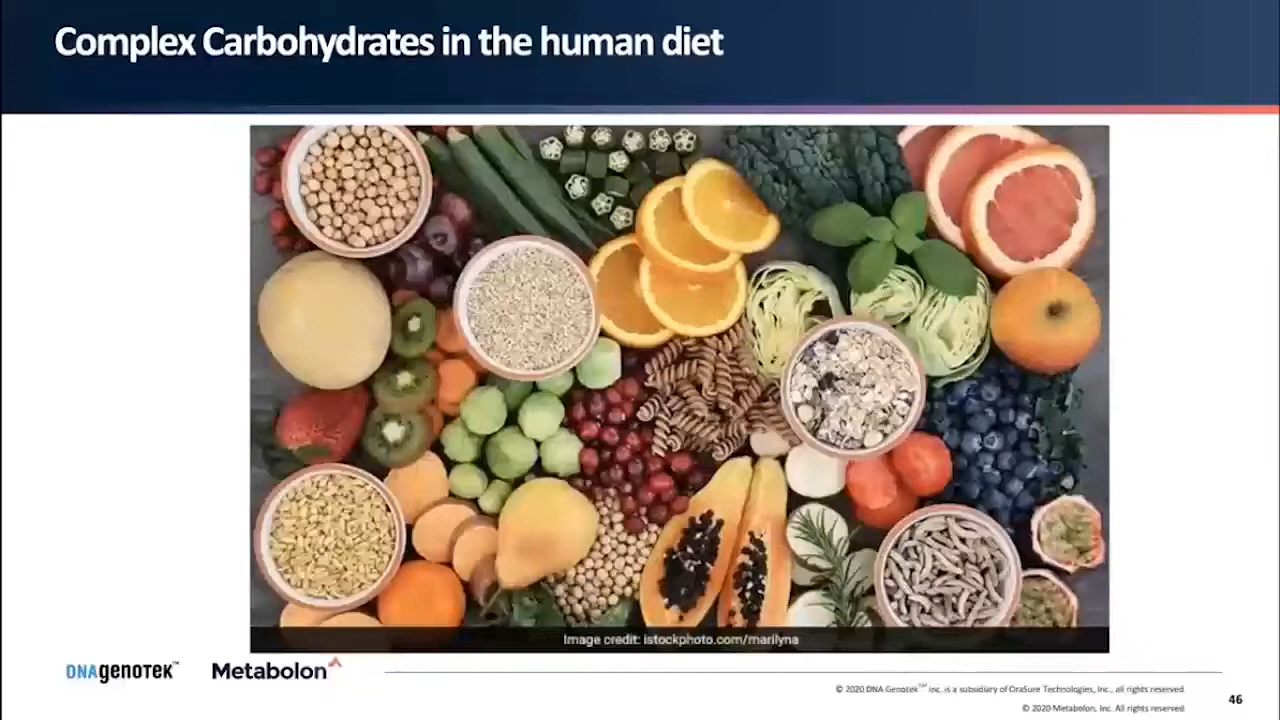 Complex Carbohydrates in the human diet
Image credit: istockphoto.com/marilyna
DNAgenotek™
Metabolon
© 2020 DNA Genotek™ Inc. is a subsidiary of OraSure Technologies, Inc., all rights reserved.
© 2020 Metabolon, Inc. All rights reserved.
46